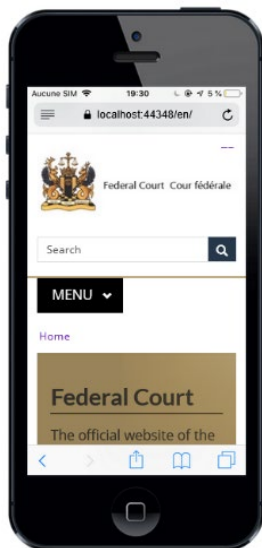 Aucune SIM 19:30 5 %
localhost:44348/en/
Federal Court Cour fédérale
Search
MENU
Home
Federal Court
The official website of the